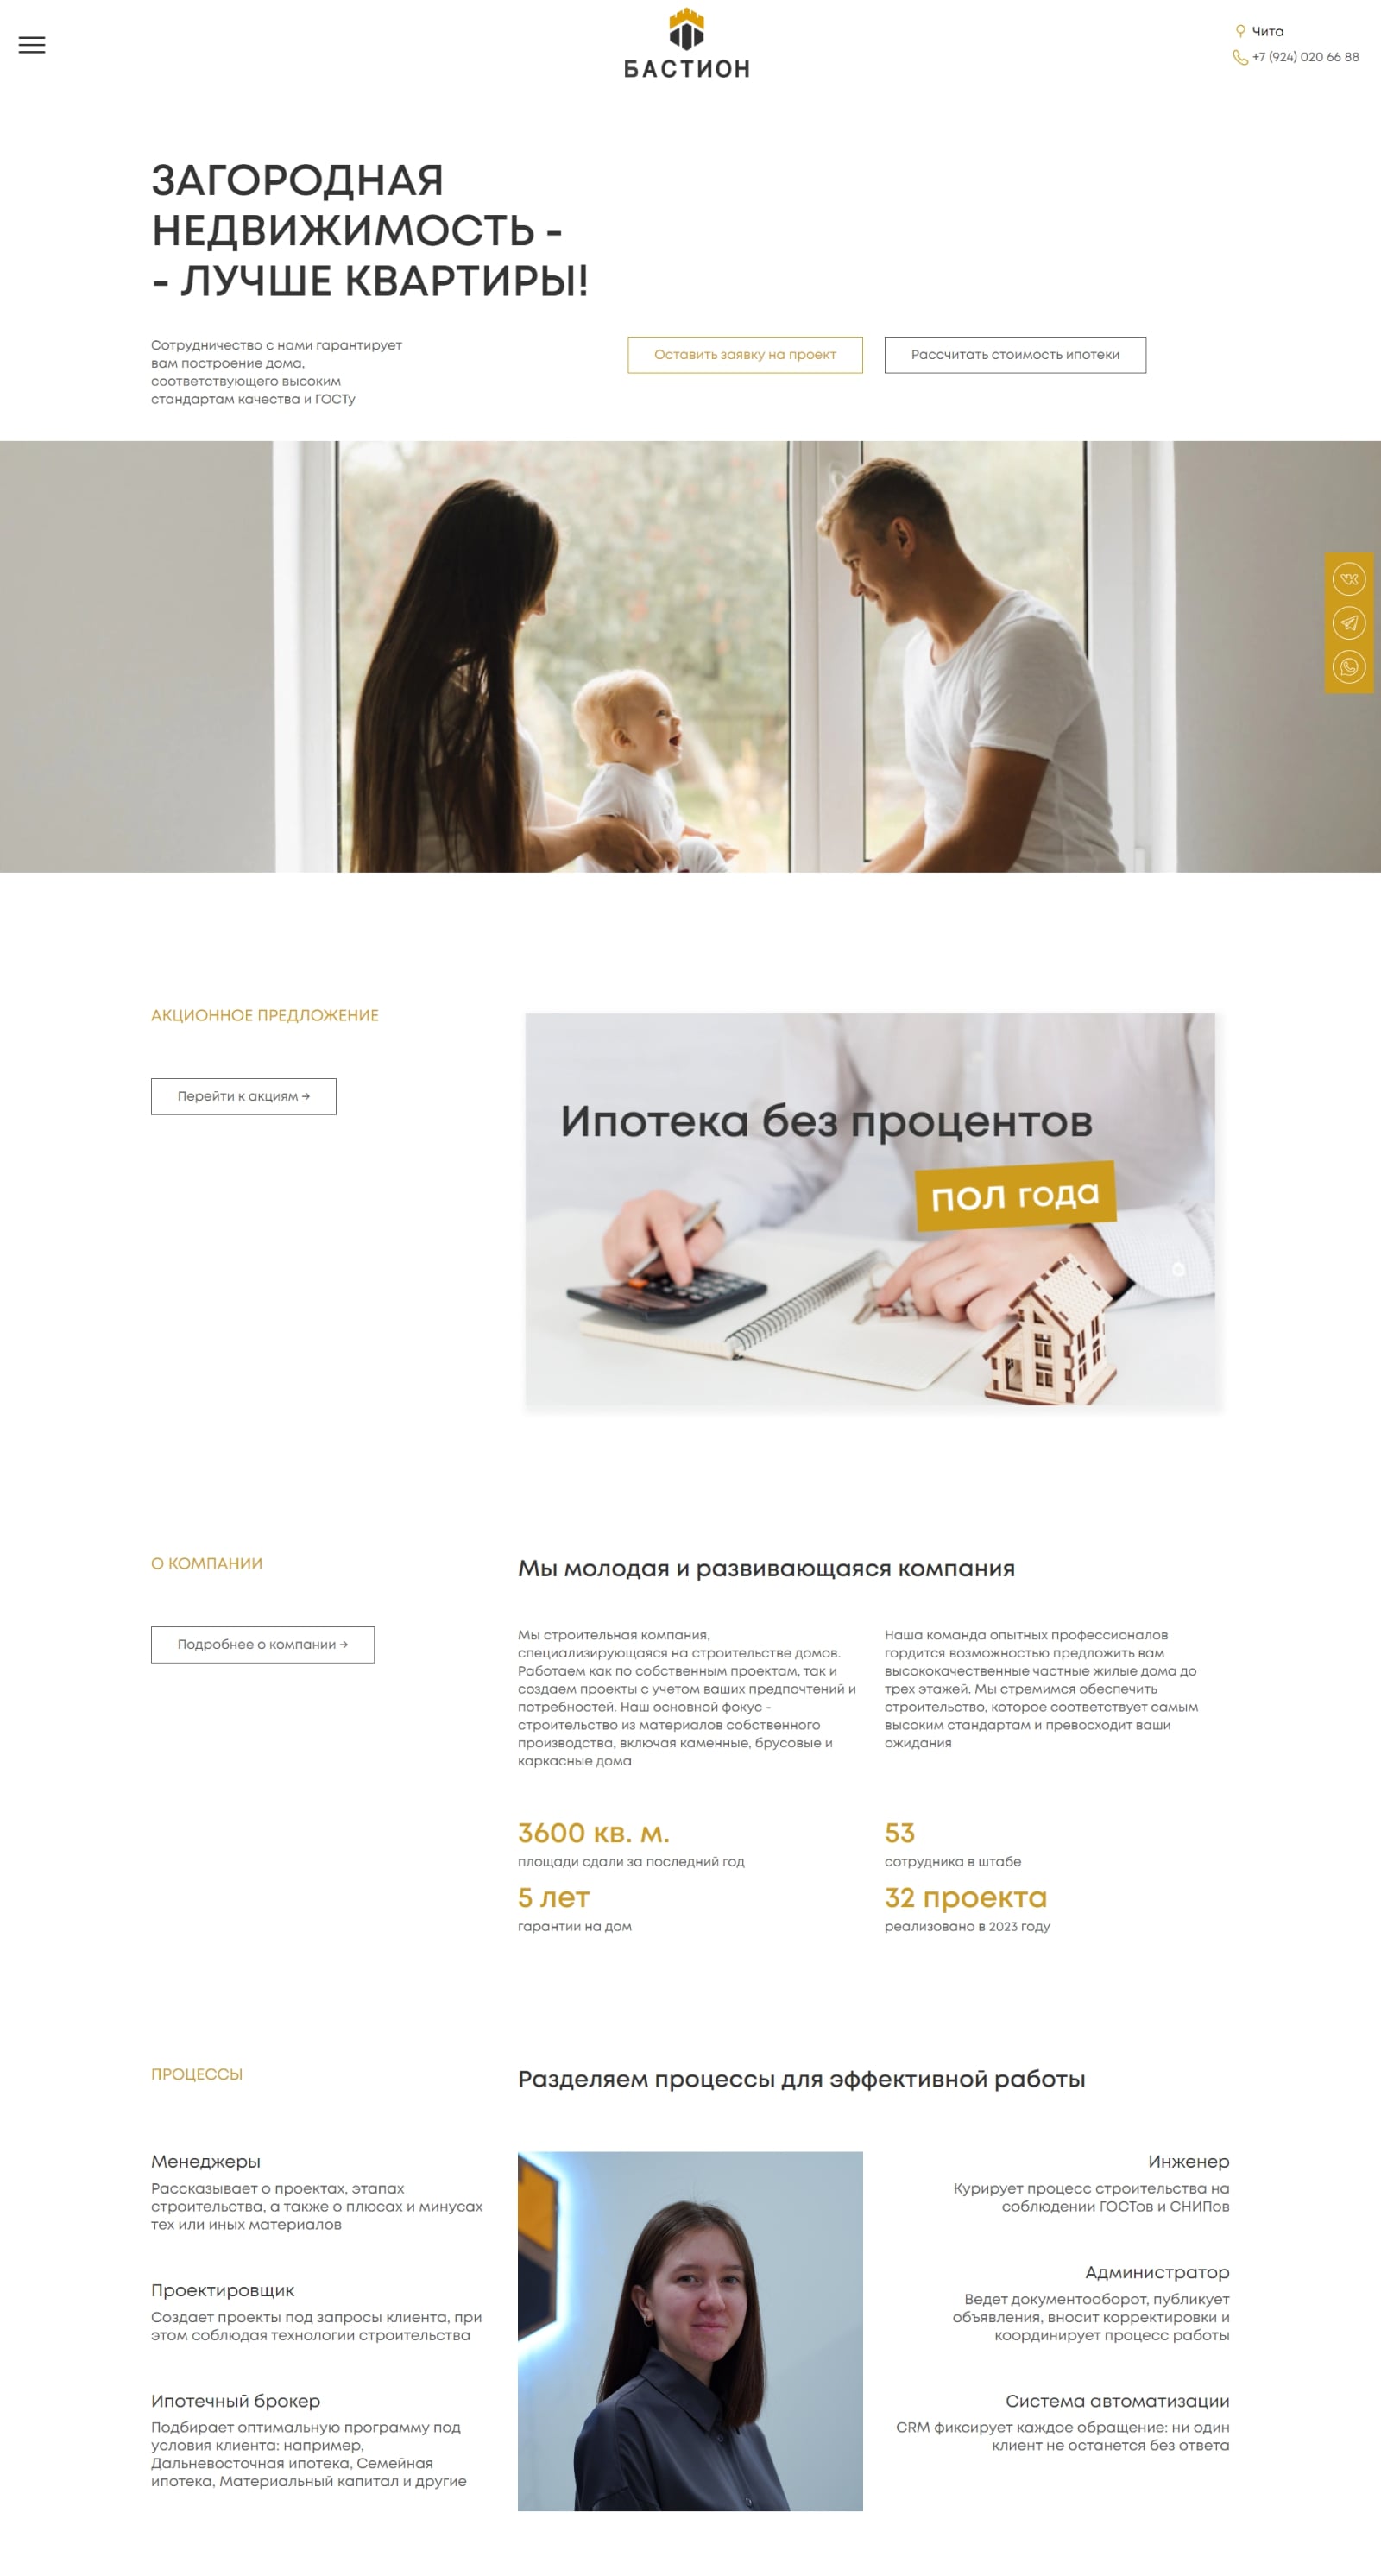 БАСТИОН
Чита
+7 (924) 020 66 88
ЗАГОРОДНАЯ
НЕДВИЖИМОСТЬ -
- ЛУЧШЕ КВАРТИРЫ!
Сотрудничество с нами гарантирует
вам построение дома,
соответствующего высоким
стандартам качества и ГОСТу
Оставить заявку на проект
Рассчитать стоимость ипотеки
АКЦИОННОЕ ПРЕДЛОЖЕНИЕ
Перейти к акциям →
Ипотека без процентов
ПОЛ года
О КОМПАНИИ
Подробнее о компании →
Мы молодая и развивающаяся компания
Мы строительная компания,
специализирующаяся на строительстве домов.
Работаем как по собственным проектам, так и
создаем проекты с учетом ваших предпочтений и
потребностей. Наш основной фокус -
строительство из материалов собственного
производства, включая каменные, брусовые и
каркасные дома
Наша команда опытных профессионалов
гордится возможностью предложить вам
высококачественные частные жилые дома до
трех этажей. Мы стремимся обеспечить
строительство, которое соответствует самым
высоким стандартам и превосходит ваши
ожидания
3600 кв. м.
площади сдали за последний год
53
сотрудника в штабе
5 лет
гарантии на дом
32 проекта
реализовано в 2023 году
ПРОЦЕССЫ
Разделяем процессы для эффективной работы
Менеджеры
Рассказывает о проектах, этапах
строительства, а также о плюсах и минусах
тех или иных материалов
Проектировщик
Создает проекты под запросы клиента, при
этом соблюдая технологии строительства
Ипотечный брокер
Подбирает оптимальную программу под
условия клиента: например,
Дальневосточная ипотека, Семейная
ипотека, Материальный капитал и другие
Инженер
Курирует процесс строительства на
соблюдении ГОСТов и СНИПов
Администратор
Ведет документооборот, публикует
объявления, вносит корректировки и
координирует процесс работы
Система автоматизации
CRM фиксирует каждое обращение: ни один
клиент не останется без ответа